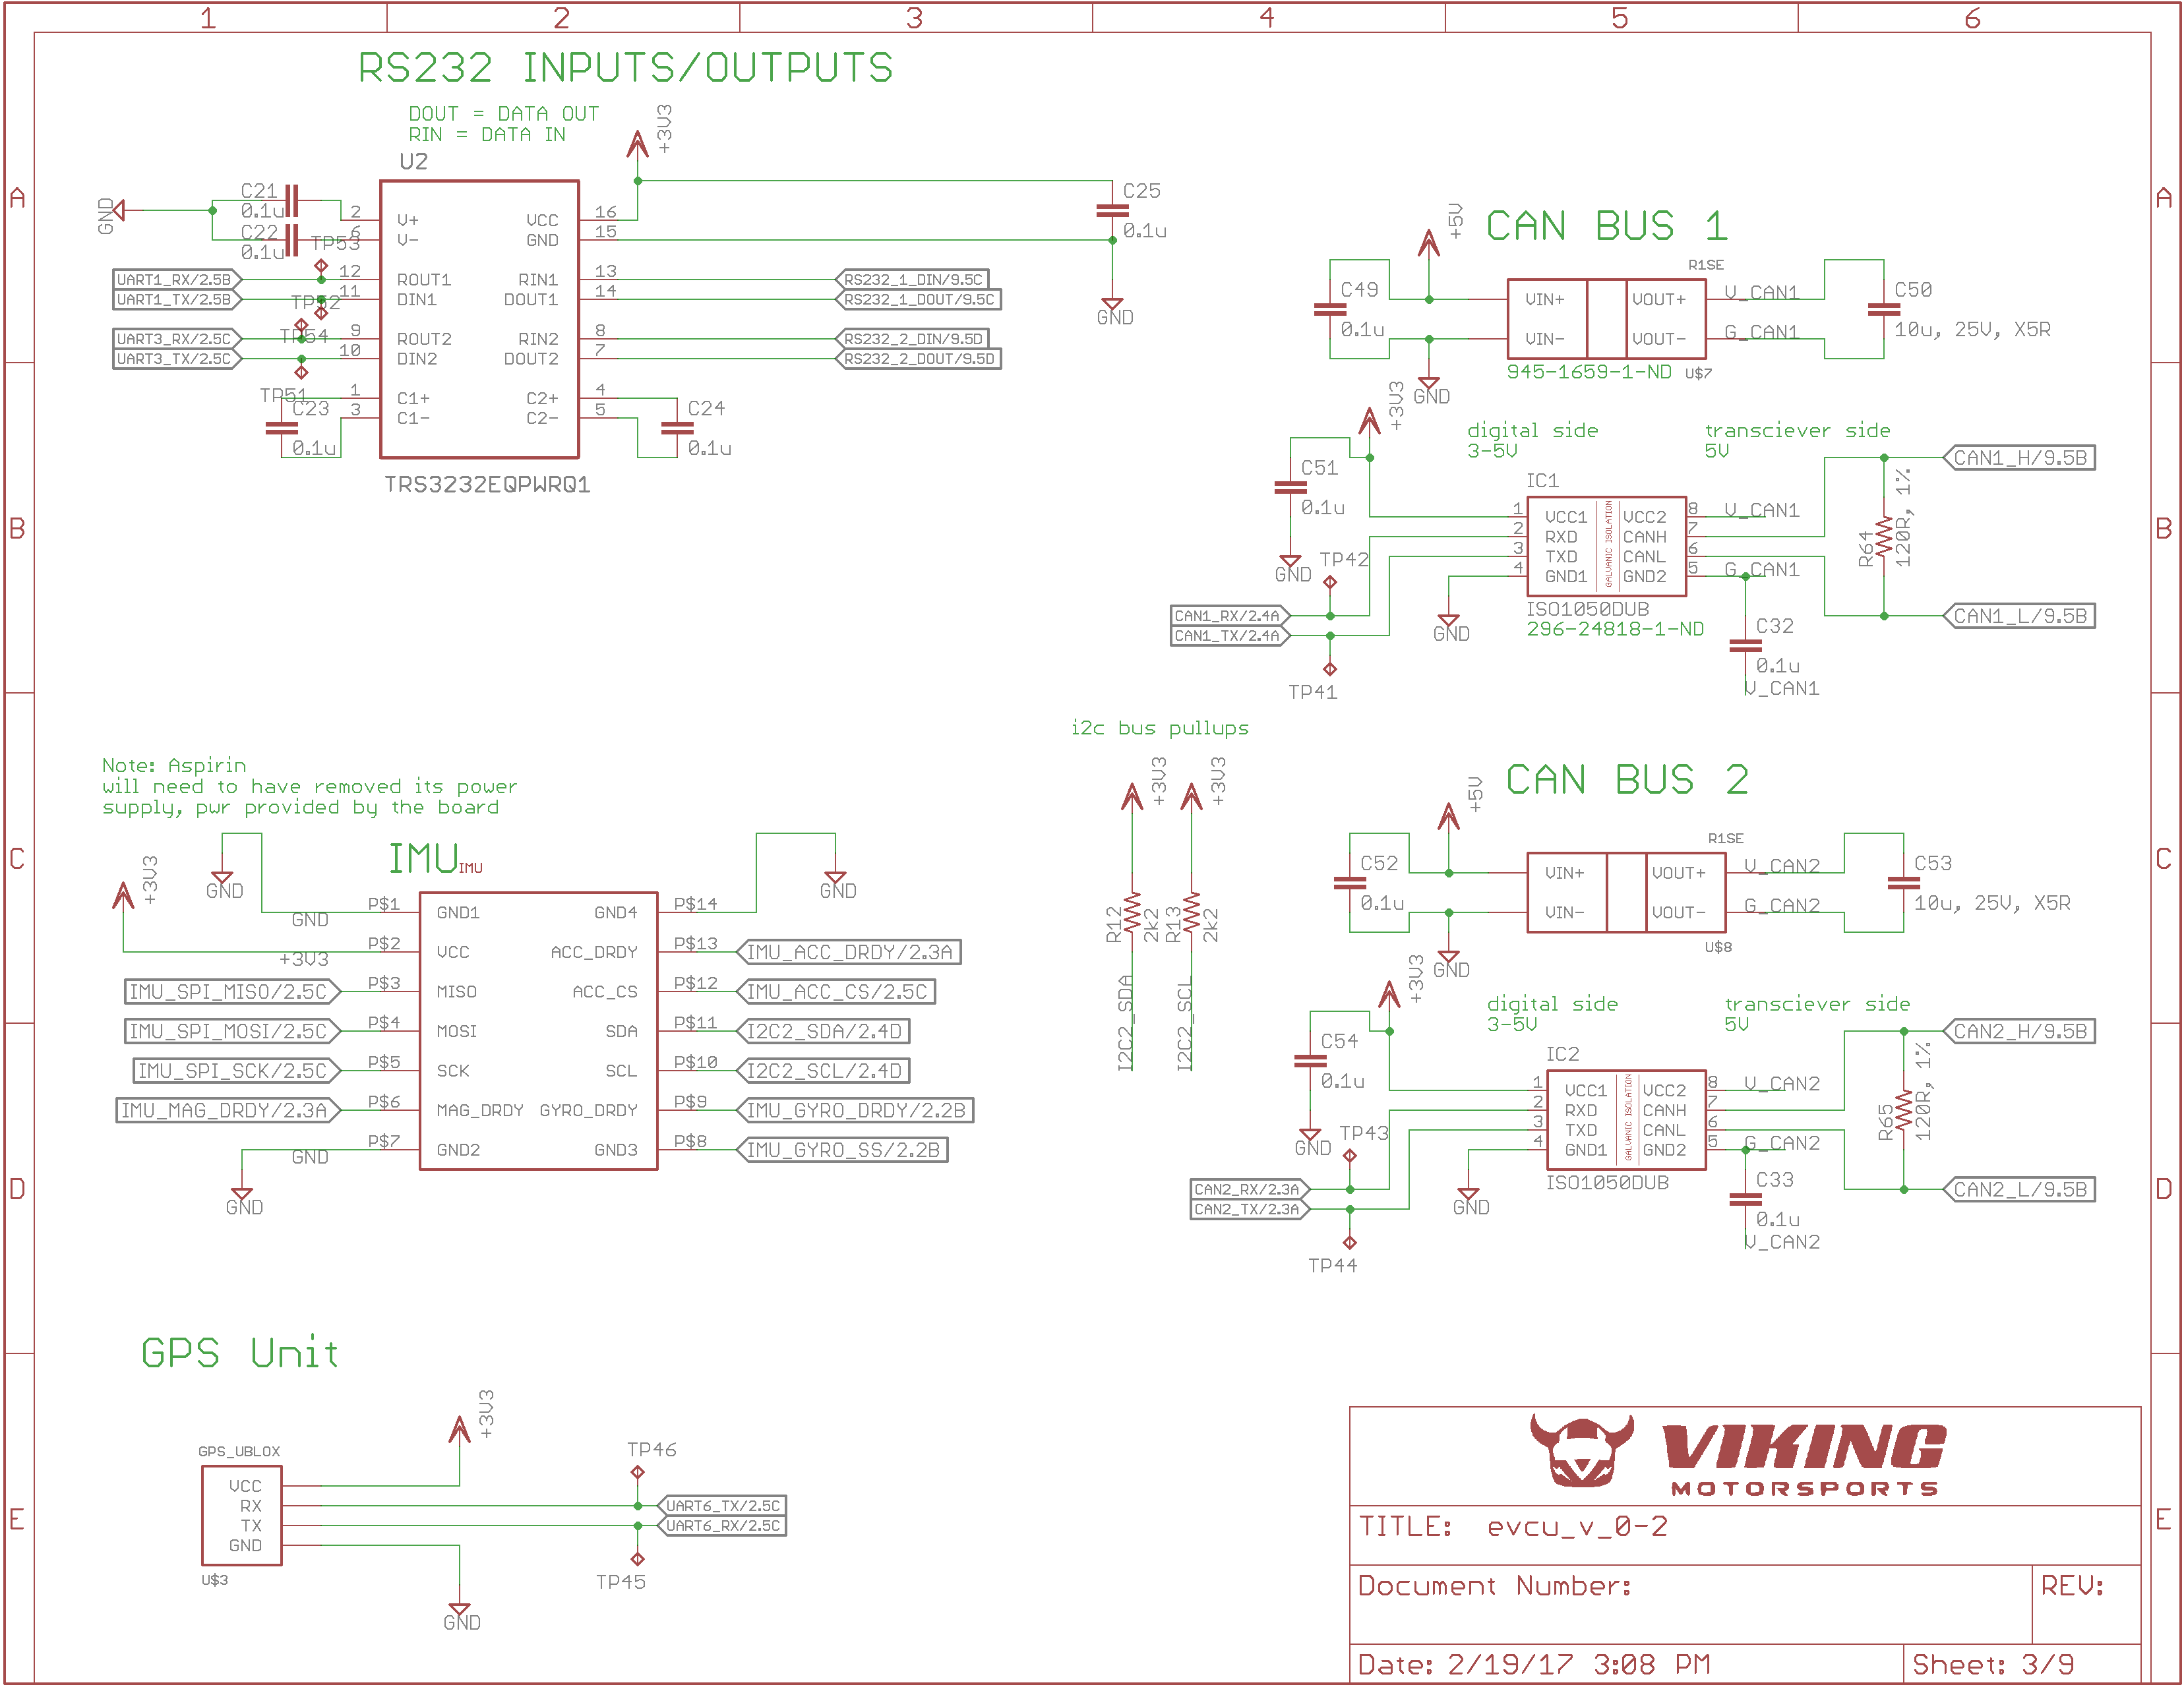 1 2 3 4 5 6
A A
B B
C C
D D
E E
RS232 INPUTS/OUTPUTS
DOUT = DATA OUT
RIN = DATA IN
U2
+3V3
GND
C21
0.1u
C22
0.1u
TP53
2 V+
6 V-
12 ROUT1
11 DIN1
9 ROUT2
10 DIN2
1 C1+
3 C1-
VCC 16
GND 15
RIN1 13
DOUT1 14
RIN2 8
DOUT2 7
C2+ 4
C2- 5
UART1_RX/2.5B
UART1_TX/2.5B
TP52
TP54
UART3_RX/2.5C
UART3_TX/2.5C
TP51
C23
0.1u
C24
0.1u
TRS3232EQPWRQ1
RS232_1_DIN/9.5C
RS232_1_DOUT/9.5C
RS232_2_DIN/9.5D
RS232_2_DOUT/9.5D
C25
0.1u
GND
CAN BUS 1
+5V
R1SE
C49
0.1u
VIN+ VOUT+
VIN- VOUT-
V_CAN1
G_CAN1
C50
10u, 25V, X5R
945-1659-1-ND U$7
GND
+3V3
digital side
3-5V
transciever side
5V
C51
0.1u
GND
IC1
1 VCC1 VCC2 8
2 RXD CANH 7
3 TXD CANL 6
4 GND1 GND2 5
GALVANIC ISOLATION
V_CAN1
G_CAN1
ISO1050DUB
296-24818-1-ND
GND
TP42
CAN1_RX/2.4A
CAN1_TX/2.4A
TP41
CAN1_H/9.5B
R64
120R, 1%
CAN1_L/9.5B
C32
0.1u
V_CAN1
i2c bus pullups
+3V3
+3V3
R12
2k2
R13
2k2
I2C2_SDA
I2C2_SCL
Note: Aspirin
will need to have removed its power
supply, pwr provided by the board
IMU
IMU
+3V3
GND
GND
GND
+3V3
P$1 GND1
P$2 VCC
P$3 MISO
P$4 MOSI
P$5 SCK
P$6 MAG_DRDY
P$7 GND2
GND4 P$14
ACC_DRDY P$13
ACC_CS P$12
SDA P$11
SCL P$10
GYRO_DRDY P$9
GND3 P$8
IMU_SPI_MISO/2.5C
IMU_SPI_MOSI/2.5C
IMU_SPI_SCK/2.5C
IMU_MAG_DRDY/2.3A
GND
GND
IMU_ACC_DRDY/2.3A
IMU_ACC_CS/2.5C
I2C2_SDA/2.4D
I2C2_SCL/2.4D
IMU_GYRO_DRDY/2.2B
IMU_GYRO_SS/2.2B
CAN BUS 2
+5V
R1SE
C52
0.1u
VIN+ VOUT+
VIN- VOUT-
V_CAN2
G_CAN2
C53
10u, 25V, X5R
U$8
GND
+3V3
digital side
3-5V
transciever side
5V
C54
0.1u
GND
IC2
1 VCC1 VCC2 8
2 RXD CANH 7
3 TXD CANL 6
4 GND1 GND2 5
GALVANIC ISOLATION
V_CAN2
G_CAN2
ISO1050DUB
GND
TP43
CAN2_RX/2.3A
CAN2_TX/2.3A
TP44
CAN2_H/9.5B
R65
120R, 1%
CAN2_L/9.5B
C33
0.1u
V_CAN2
GPS Unit
+3V3
GPS_UBLOX
VCC
RX
TX
GND
U$3
TP46
UART6_TX/2.5C
UART6_RX/2.5C
TP45
GND
VIKING
MOTORSPORTS
TITLE: evcu_v_0-2
Document Number:
REV:
Date: 2/19/17 3:08 PM
Sheet: 3/9